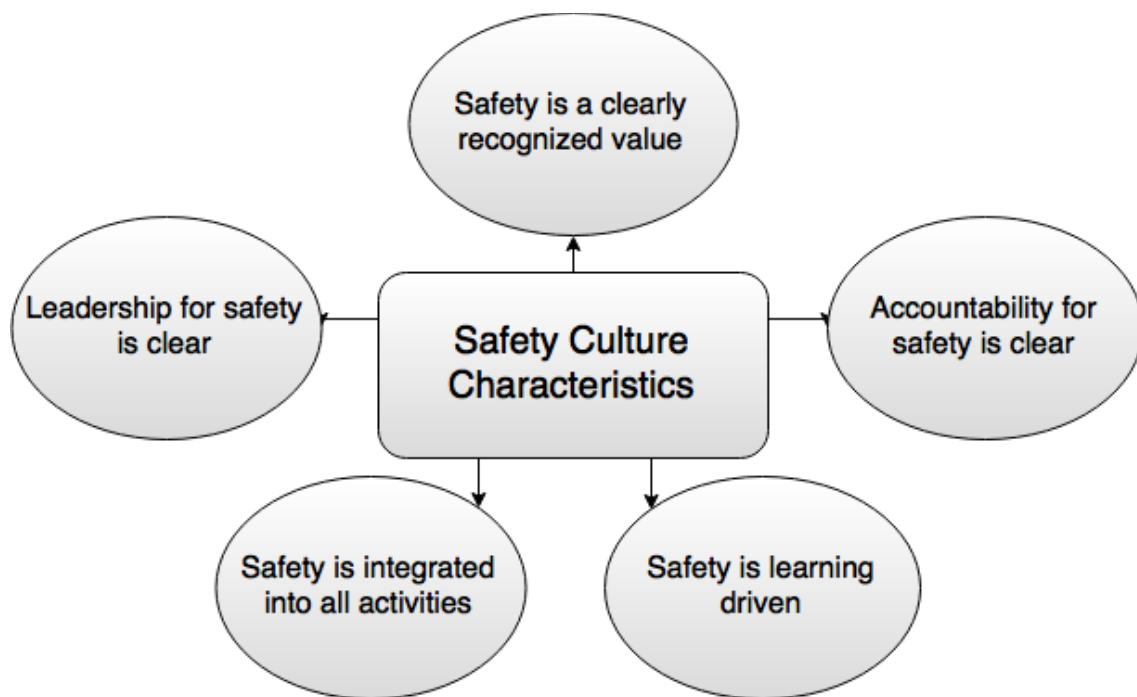 Safety is a clearly
recognized value
Leadership for safety
is clear
Safety Culture
Characteristics
Accountability for
safety is clear
Safety is integrated
into all activities
Safety is learning
driven